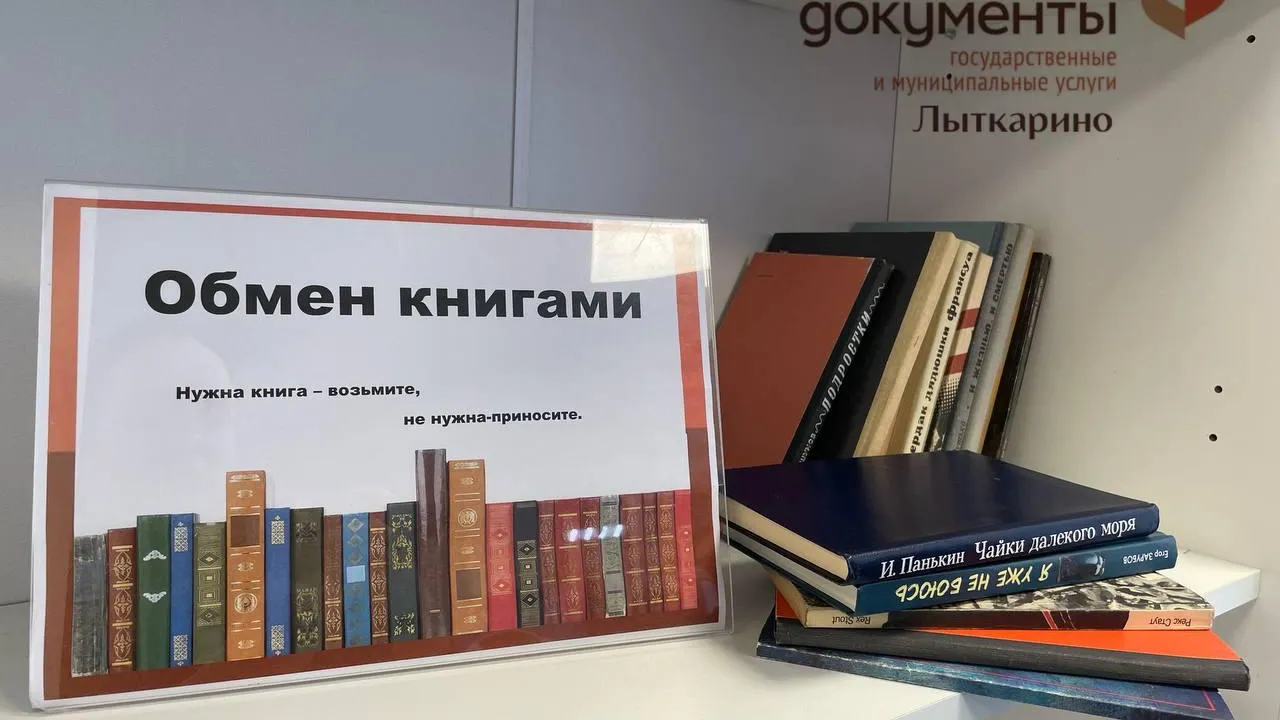 документы
государственные
и муниципальные услуги
Лыткарино
Обмен книгами
Нужна книга – возьмите,
не нужна-приносите.
ПОДРОСТКИ
ердак дядюшки франсуа
жизнью и смертью
И. Панькин Чайки далекого моря
Я УЖЕ НЕ БОЮСЬ
Егор ЗАРУБОВ
Rex Stout
Рекс Стаут